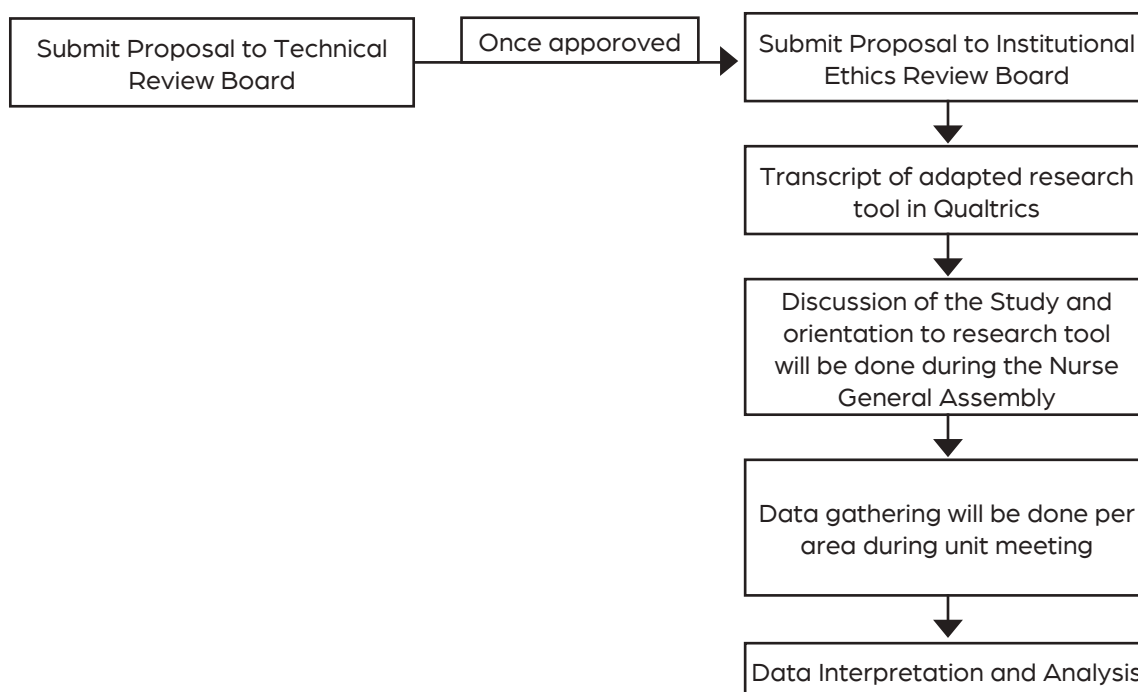 Submit Proposal to Technical
Review Board
Once apporoved
Submit Proposal to Institutional
Ethics Review Board
Transcript of adapted research
tool in Qualtrics
Discussion of the Study and
orientation to research tool
will be done during the Nurse
General Assembly
Data gathering will be done per
area during unit meeting
Data Interpretation and Analysis